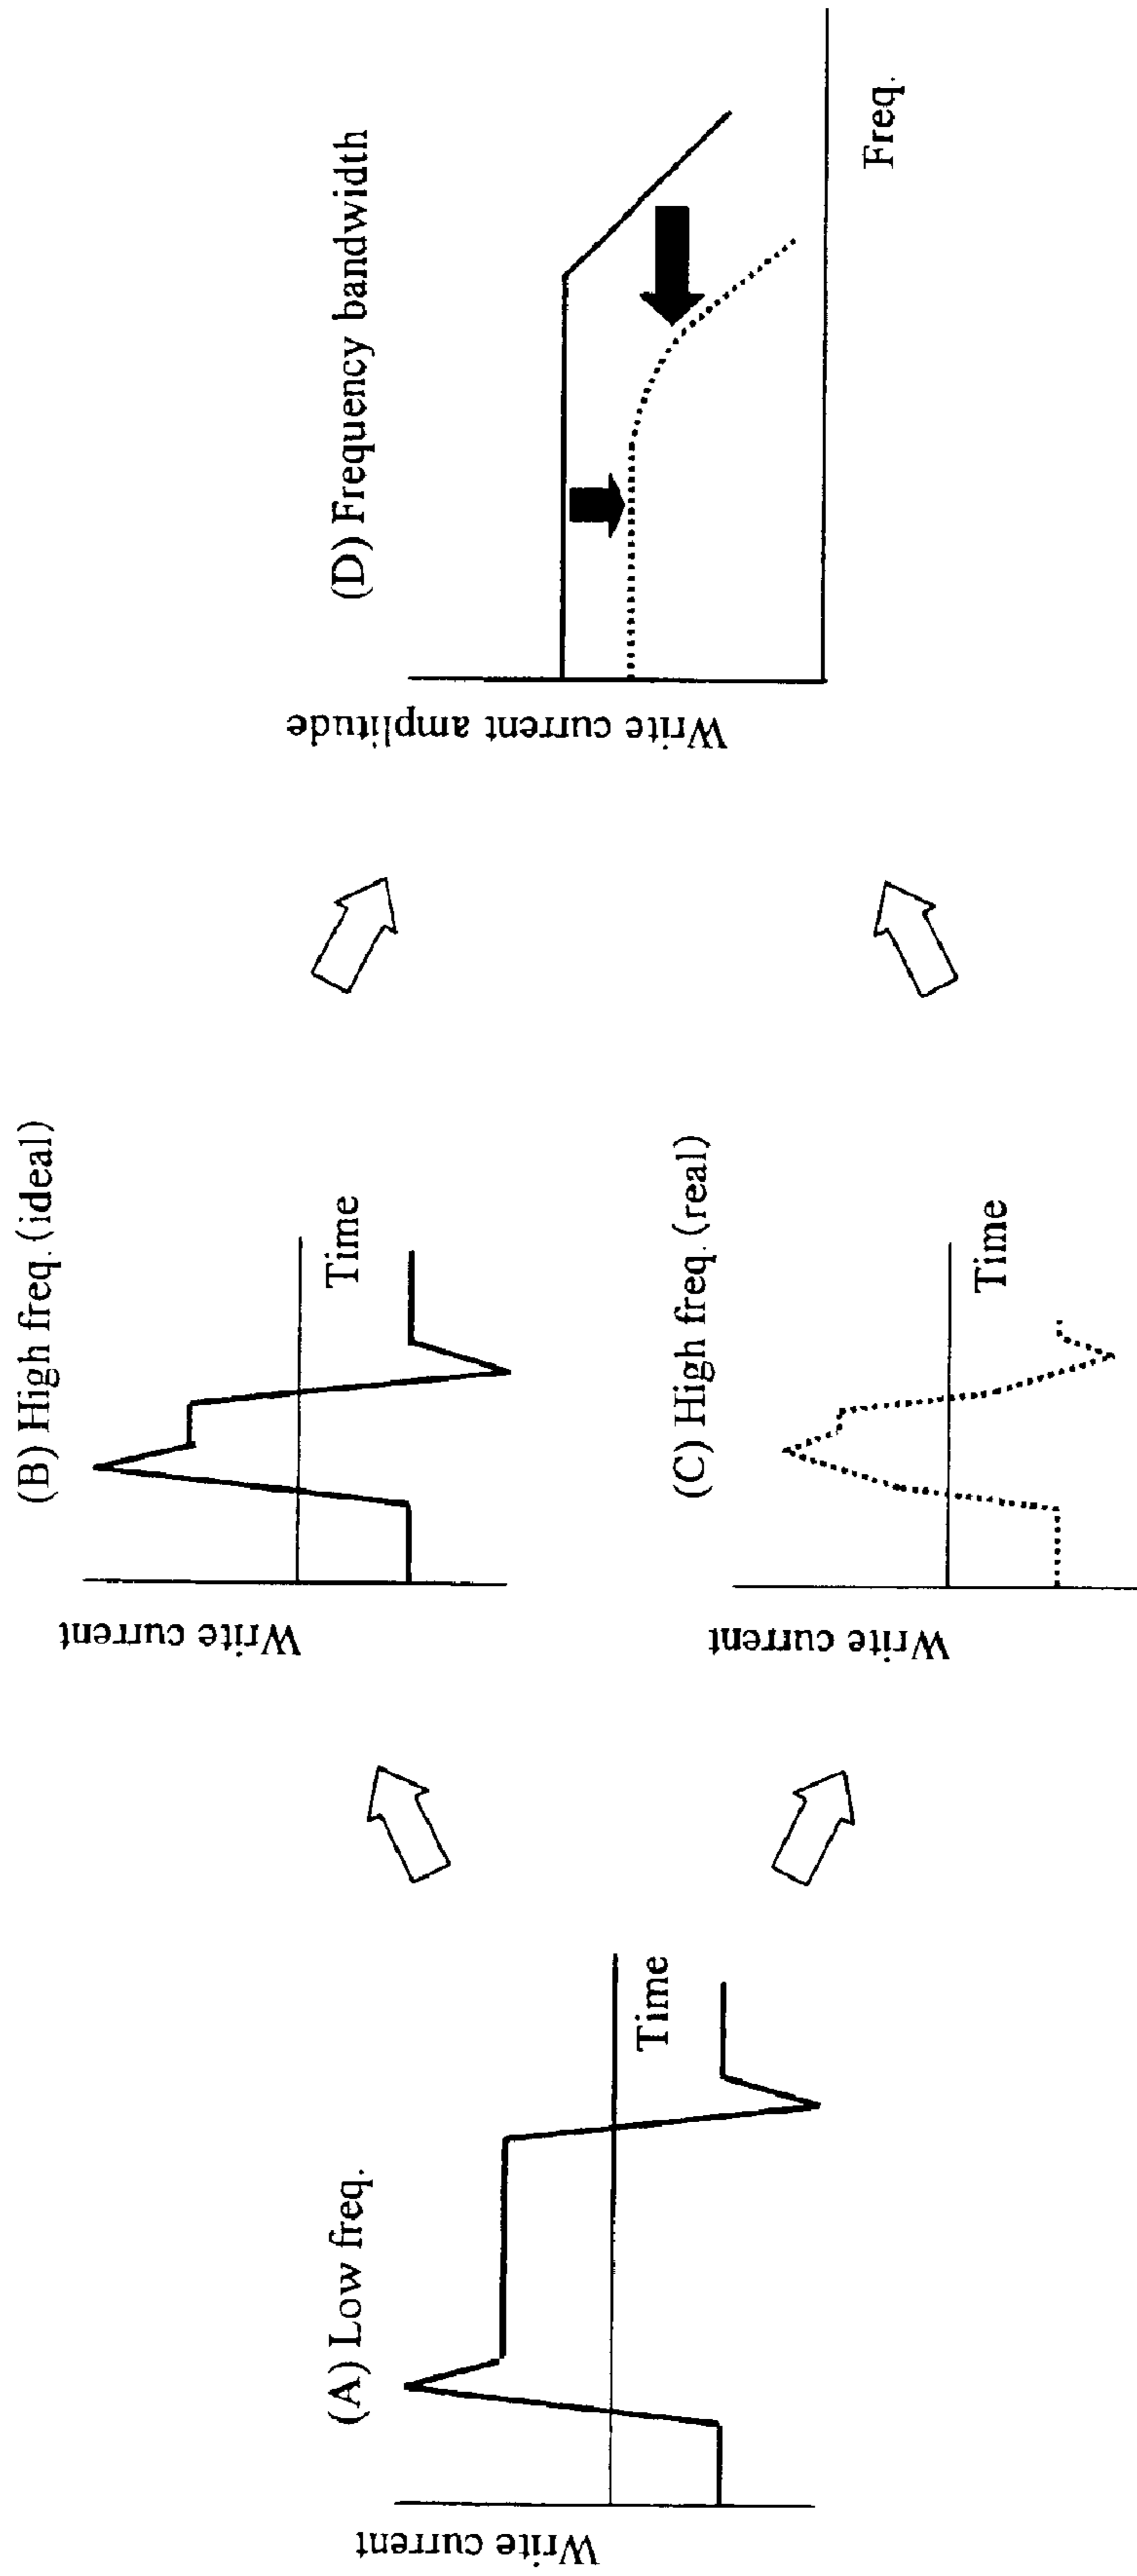 (A) Low freq.
Write current
Time
(B) High freq. (ideal)
Write current
Time
(C) High freq. (real)
Write current
Time
(D) Frequency bandwidth
Write current amplitude
Freq.